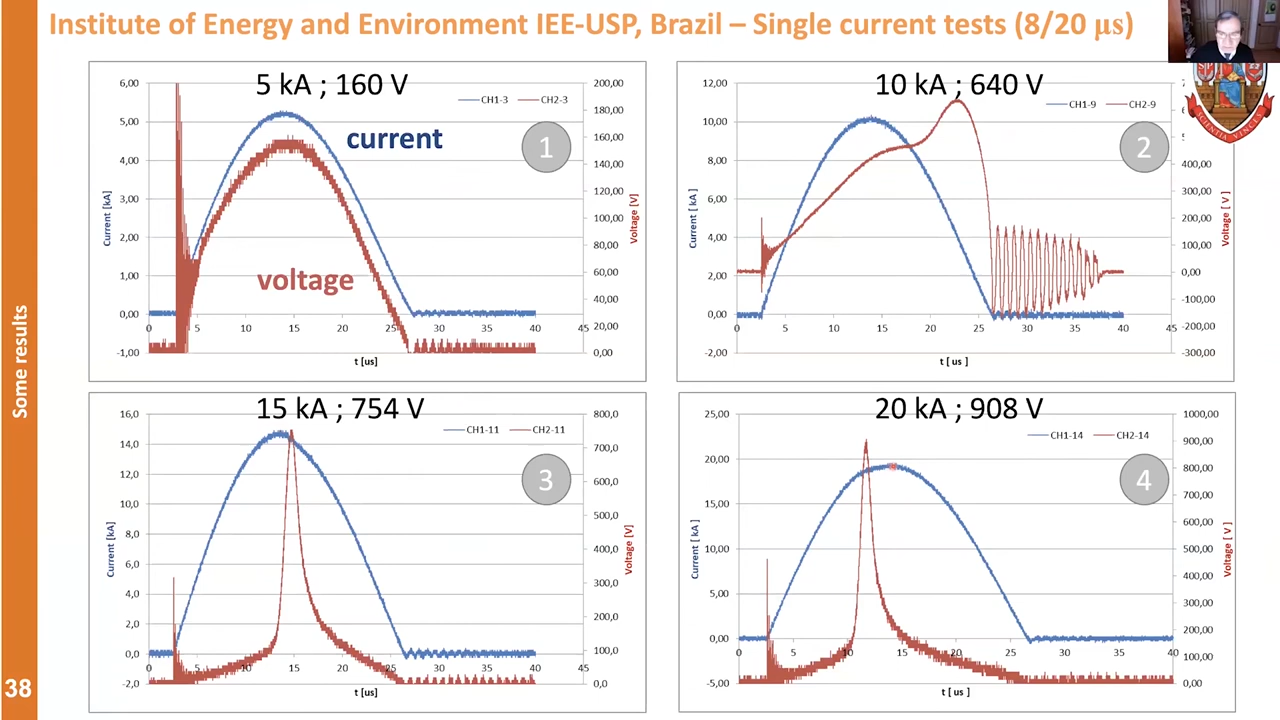 Institute of Energy and Environment IEE-USP, Brazil – Single current tests (8/20 µs)
5 kA ; 160 V
CH1-3 CH2-3
current
voltage
1
Current [kA]
6,00
5,00
4,00
3,00
2,00
1,00
0,00
-1,00
0 5 10 15 20 25 30 35 40 45
t [us]
200,00
180,00
160,00
140,00
120,00
100,00
80,00
60,00
40,00
20,00
0,00
Voltage [V]
10 kA ; 640 V
CH1-9 CH2-9
2
Current [ kA ]
12,00
10,00
8,00
6,00
4,00
2,00
0,00
-2,00
0 5 10 15 20 25 30 35 40 45
t [ us ]
400,00
300,00
200,00
100,00
0,00
-100,00
-200,00
-300,00
Voltage [ V ]
SCIENTIA VINCES
15 kA ; 754 V
CH1-11 CH2-11
3
Current [kA]
16,0
14,0
12,0
10,0
8,0
6,0
4,0
2,0
0,0
-2,0
0 5 10 15 20 25 30 35 40 45
t [us]
800,0
700,0
600,0
500,0
400,0
300,0
200,0
100,0
0,0
Voltage [V]
20 kA ; 908 V
CH1-14 CH2-14
4
Current [ kA ]
25,00
20,00
15,00
10,00
5,00
0,00
-5,00
0 5 10 15 20 25 30 35 40
t [ us ]
1000,00
900,00
800,00
700,00
600,00
500,00
400,00
300,00
200,00
100,00
0,00
Voltage [ V ]
Some results
38